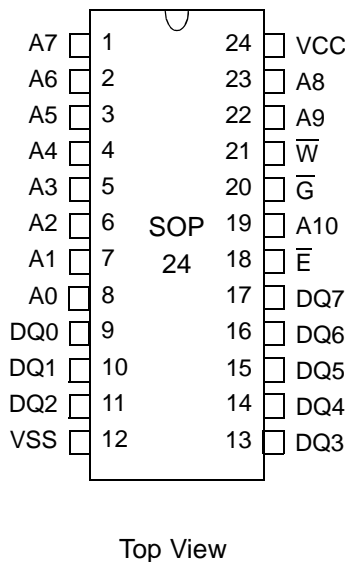 A7 1 24 VCC
A6 2 23 A8
A5 3 22 A9
A4 4 21 W̅
A3 5 20 G̅
A2 6 SOP 19 A10
A1 7 24 18 E̅
A0 8 17 DQ7
DQ0 9 16 DQ6
DQ1 10 15 DQ5
DQ2 11 14 DQ4
VSS 12 13 DQ3
Top View